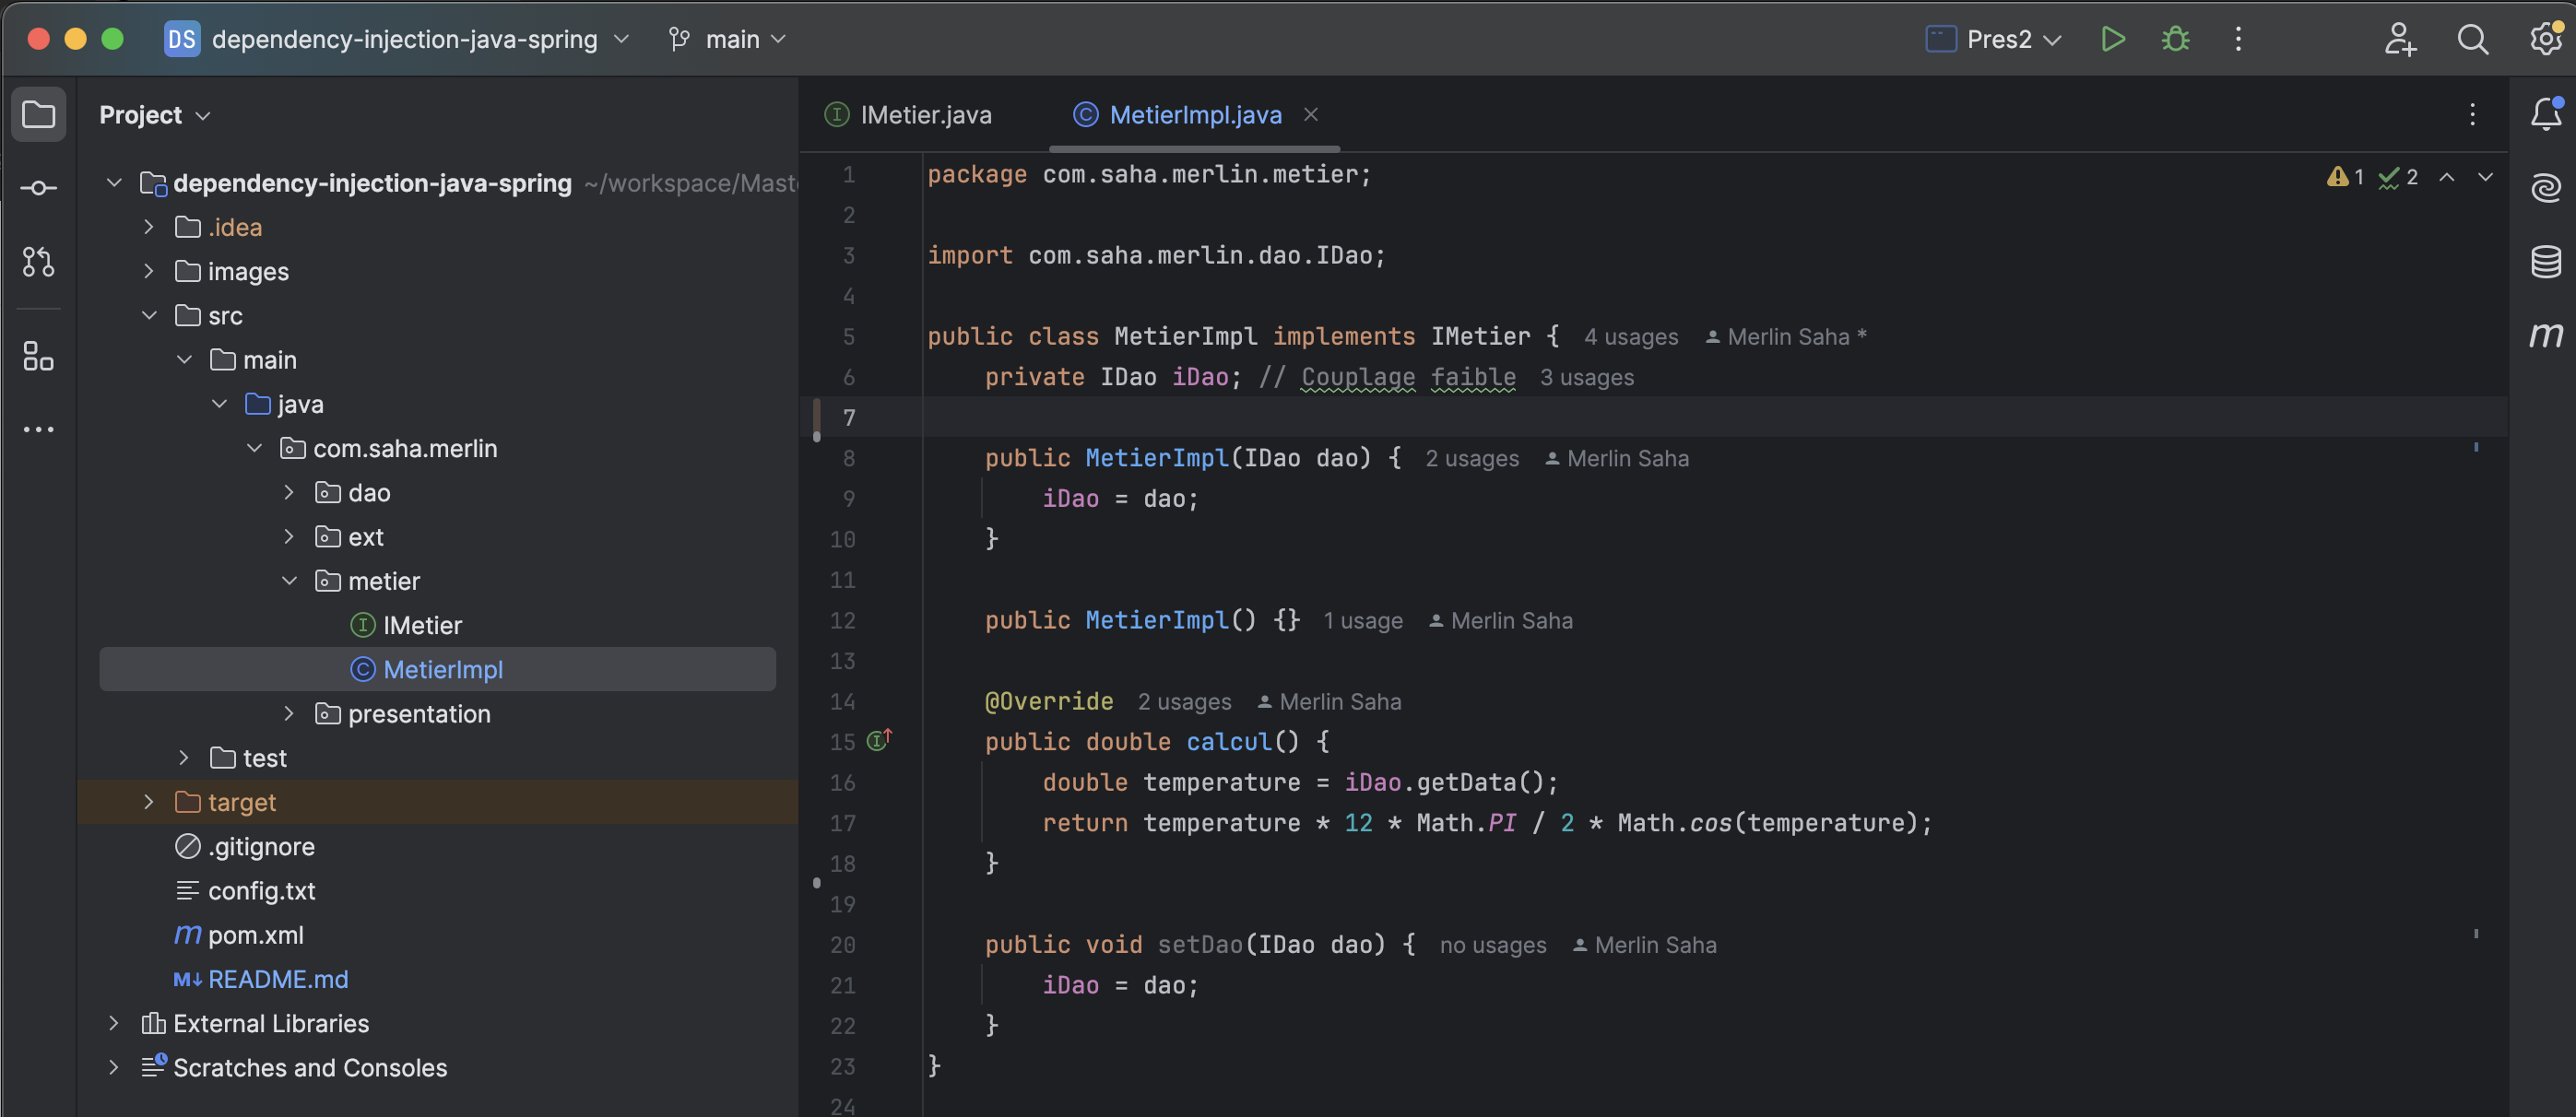 DS dependency-injection-java-spring main Pres2
Project
dependency-injection-java-spring ~/workspace/Mast
.idea
images
src
main
java
com.saha.merlin
dao
ext
metier
IMetier
MetierImpl
presentation
test
target
.gitignore
config.txt
pom.xml
README.md
External Libraries
Scratches and Consoles
IMetier.java MetierImpl.java
1 package com.saha.merlin.metier; 1 2
2
3 import com.saha.merlin.dao.IDao;
4
5 public class MetierImpl implements IMetier { 4 usages Merlin Saha *
6 private IDao iDao; // Couplage faible 3 usages
7
8 public MetierImpl(IDao dao) { 2 usages Merlin Saha
9 iDao = dao;
10 }
11
12 public MetierImpl() {} 1 usage Merlin Saha
13
14 @Override 2 usages Merlin Saha
15 public double calcul() {
16 double temperature = iDao.getData();
17 return temperature * 12 * Math.PI / 2 * Math.cos(temperature);
18 }
19
20 public void setDao(IDao dao) { no usages Merlin Saha
21 iDao = dao;
22 }
23 }
24